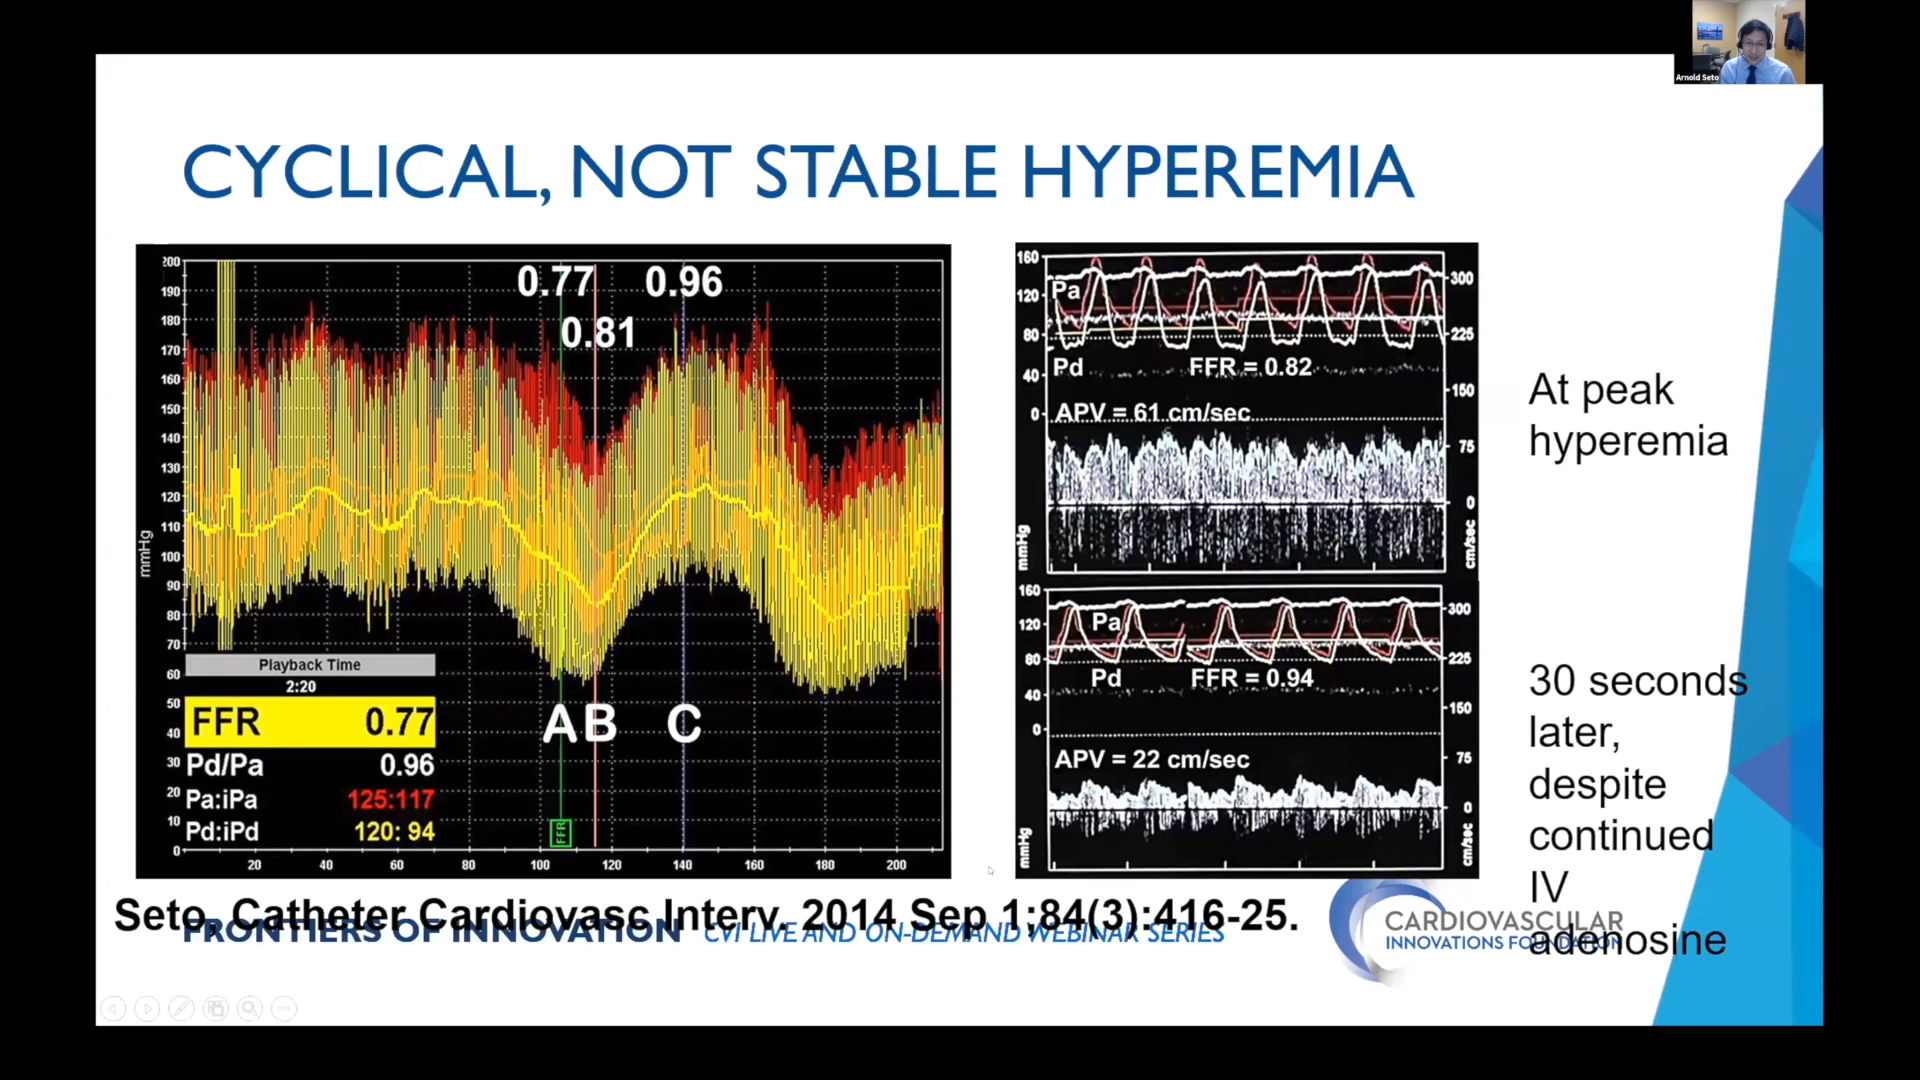 Arnold Seto
CYCLICAL, NOT STABLE HYPEREMIA
200
190
180
170
160
150
140
130
120
110
100
90
80
70
60
50
40
30
20
10
0
mmHg
0.77 0.96
0.81
Playback Time
2:20
FFR 0.77
Pd/Pa 0.96
Pa:iPa 125:117
Pd:iPd 120: 94
A B C
FFR
20 40 60 80 100 120 140 160 180 200
160 300
Pa
120
80 225
Pd FFR = 0.82
40 150
0
APV = 61 cm/sec
75
0
mmHg cm/sec
160
300
120 Pa
80 225
Pd FFR = 0.94
40 150
0
APV = 22 cm/sec 75
0
mmHg cm/sec
At peak
hyperemia
30 seconds
later,
despite
continued
IV
adenosine
Seto, Catheter Cardiovasc Interv. 2014 Sep 1;84(3):416-25.
FRONTIERS OF INNOVATION CVI LIVE AND ON-DEMAND WEBINAR SERIES
CARDIOVASCULAR
INNOVATIONS FOUNDATION